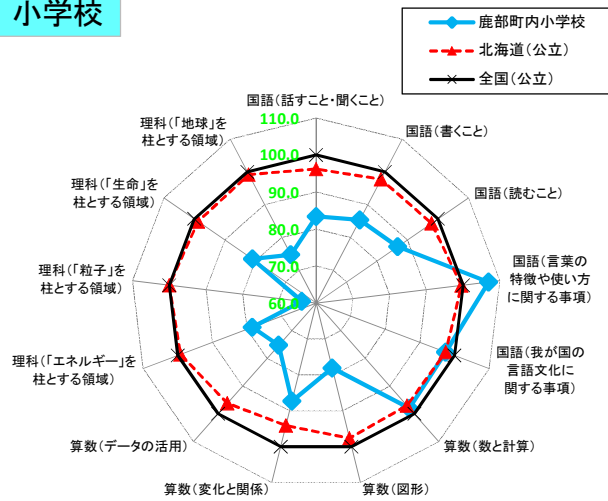 小学校
鹿部町内小学校
北海道(公立)
全国(公立)
国語(話すこと・聞くこと)
国語(書くこと)
国語(読むこと)
国語(言葉の
特徴や使い方
に関する事項)
国語(我が国の
言語文化に
関する事項)
算数(数と計算)
算数(図形)
算数(変化と関係)
算数(データの活用)
理科(「エネルギー」を
柱とする領域)
理科(「粒子」を
柱とする領域)
理科(「生命」を
柱とする領域)
理科(「地球」を
柱とする領域)
110.0
100.0
90.0
80.0
70.0
60.0